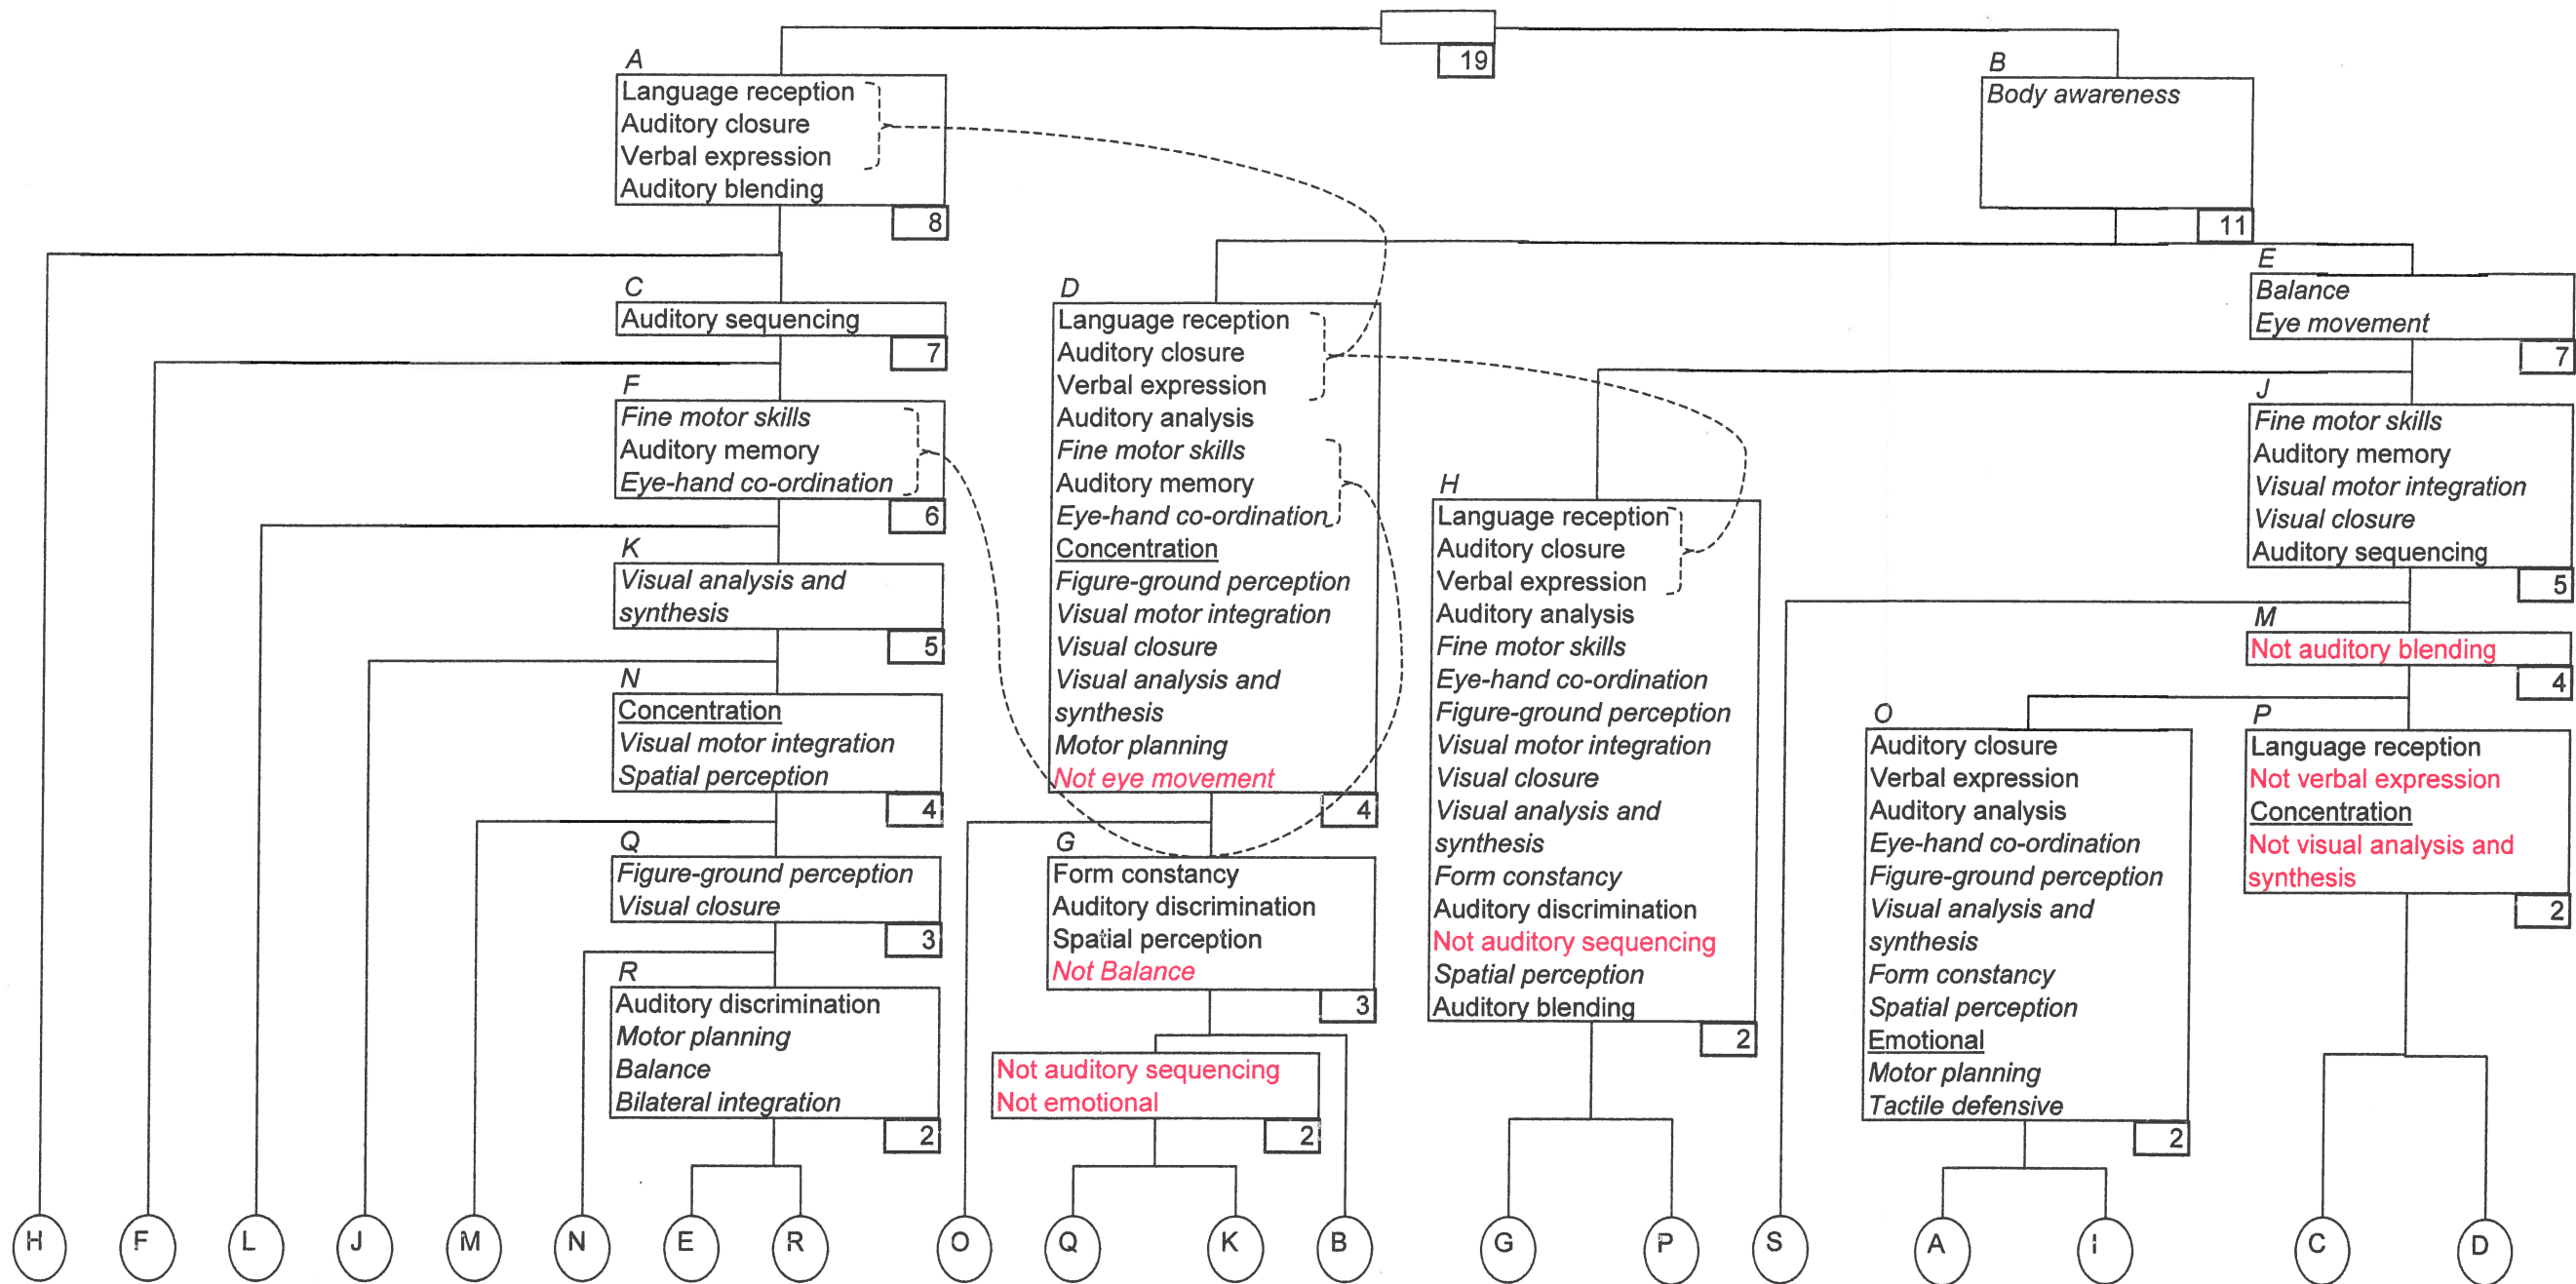 19
A
Language reception
Auditory closure
Verbal expression
Auditory blending
8
B
Body awareness
11
C
Auditory sequencing
7
D
Language reception
Auditory closure
Verbal expression
Auditory analysis
Fine motor skills
Auditory memory
Eye-hand co-ordination
Concentration
Figure-ground perception
Visual motor integration
Visual closure
Visual analysis and
synthesis
Motor planning
Not eye movement
4
E
Balance
Eye movement
7
F
Fine motor skills
Auditory memory
Eye-hand co-ordination
6
H
Language reception
Auditory closure
Verbal expression
Auditory analysis
Fine motor skills
Eye-hand co-ordination
Figure-ground perception
Visual motor integration
Visual closure
Visual analysis and
synthesis
Form constancy
Auditory discrimination
Not auditory sequencing
Spatial perception
Auditory blending
2
J
Fine motor skills
Auditory memory
Visual motor integration
Visual closure
Auditory sequencing
5
K
Visual analysis and
synthesis
5
M
Not auditory blending
4
N
Concentration
Visual motor integration
Spatial perception
4
O
Auditory closure
Verbal expression
Auditory analysis
Eye-hand co-ordination
Figure-ground perception
Visual analysis and
synthesis
Form constancy
Spatial perception
Emotional
Motor planning
Tactile defensive
2
P
Language reception
Not verbal expression
Concentration
Not visual analysis and
synthesis
2
Q
Figure-ground perception
Visual closure
3
G
Form constancy
Auditory discrimination
Spatial perception
Not Balance
3
R
Auditory discrimination
Motor planning
Balance
Bilateral integration
2
Not auditory sequencing
Not emotional
2
H F L J M N E R O Q K B G P S A I C D